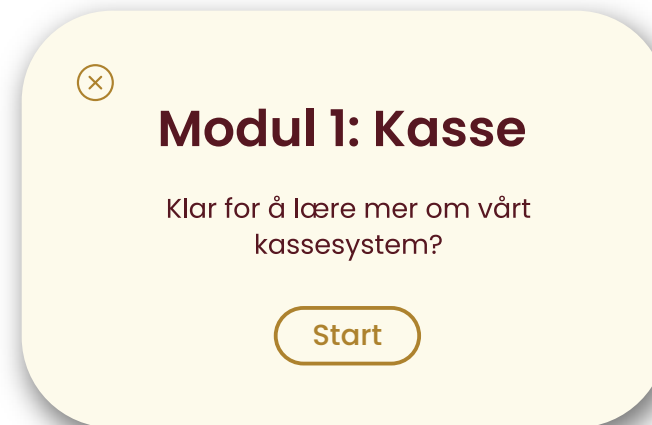 Modul 1: Kasse
Klar for å lære mer om vårt
kassesystem?
Start